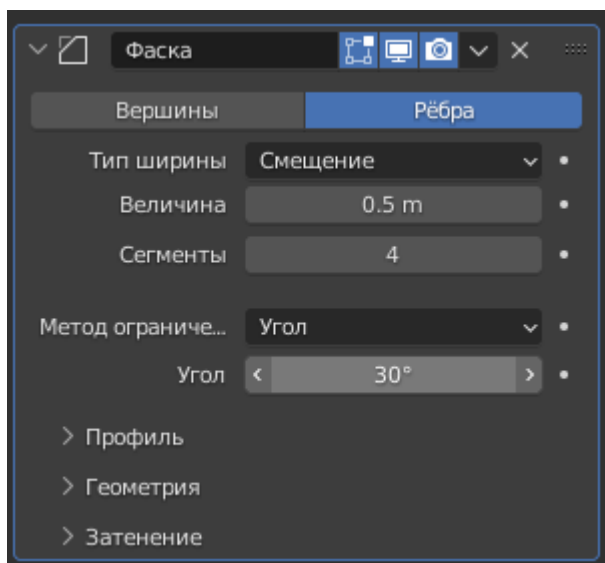 Фаска
Вершины Рёбра
Тип ширины Смещение
Величина 0.5 m
Сегменты 4
Метод ограниче... Угол
Угол 30°
Профиль
Геометрия
Затенение